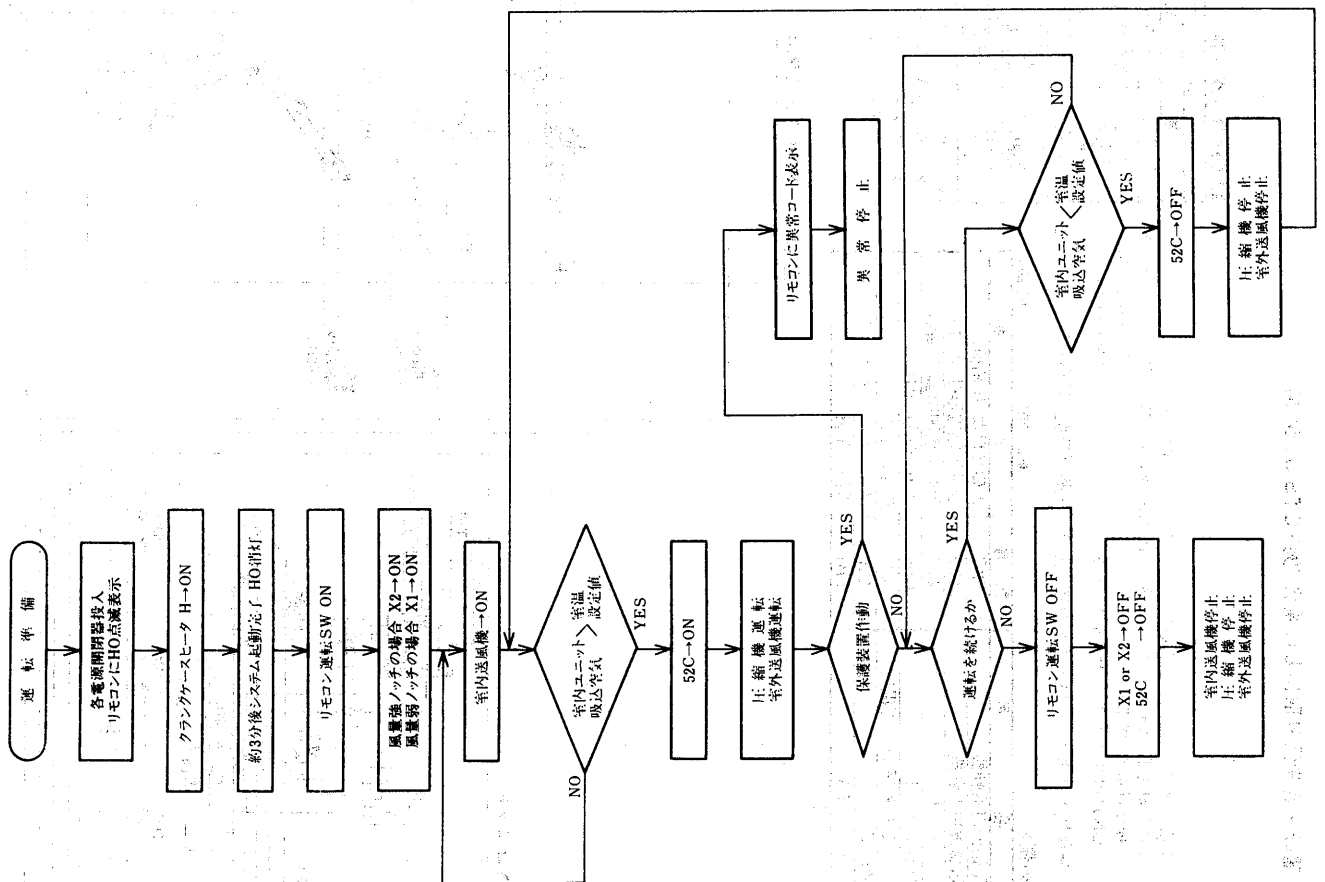 運転準備
各電源開閉器投入
リモコンにHO点滅表示
クランクケースヒータ H→ON
約3分後システム起動完了 HO消灯
リモコン運転SW ON
風量強ノッチの場合 X2→ON
風量弱ノッチの場合 X1→ON
室内送風機→ON
室内ユニット > 室温
吸込空気 設定値
NO
YES
52C→ON
圧縮機運転
室外送風機運転
保護装置作動
YES
NO
リモコンに異常コード表示
異常停止
運転を続けるか
YES
NO
リモコン運転SW OFF
X1 or X2→OFF
52C →OFF
室内送風機停止
圧縮機停止
室外送風機停止
室内ユニット < 室温
吸込空気 設定値
NO
YES
52C→OFF
圧縮機停止
室外送風機停止